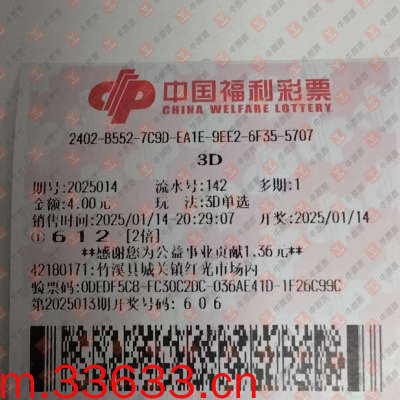 中国福利彩票
CHINA WELFARE LOTTERY
2402-B552-7C9D-EA1E-9EE2-6F35-5707
3D
期号:2025014 流水号:142 多期:1
金额:4.00元 玩 法:3D单选
销售时间:2025/01/14-20:29:07 开奖:2025/01/14
① 6 1 2 [2倍]
**感谢您为公益事业贡献1.36元**
42180171:竹溪县城关镇红光市场内
验票码:0DEDF5C8-FC30C2DC-036AE41D-1F26C99C
第2025013期开奖号码:6 0 6
m.33633.cn